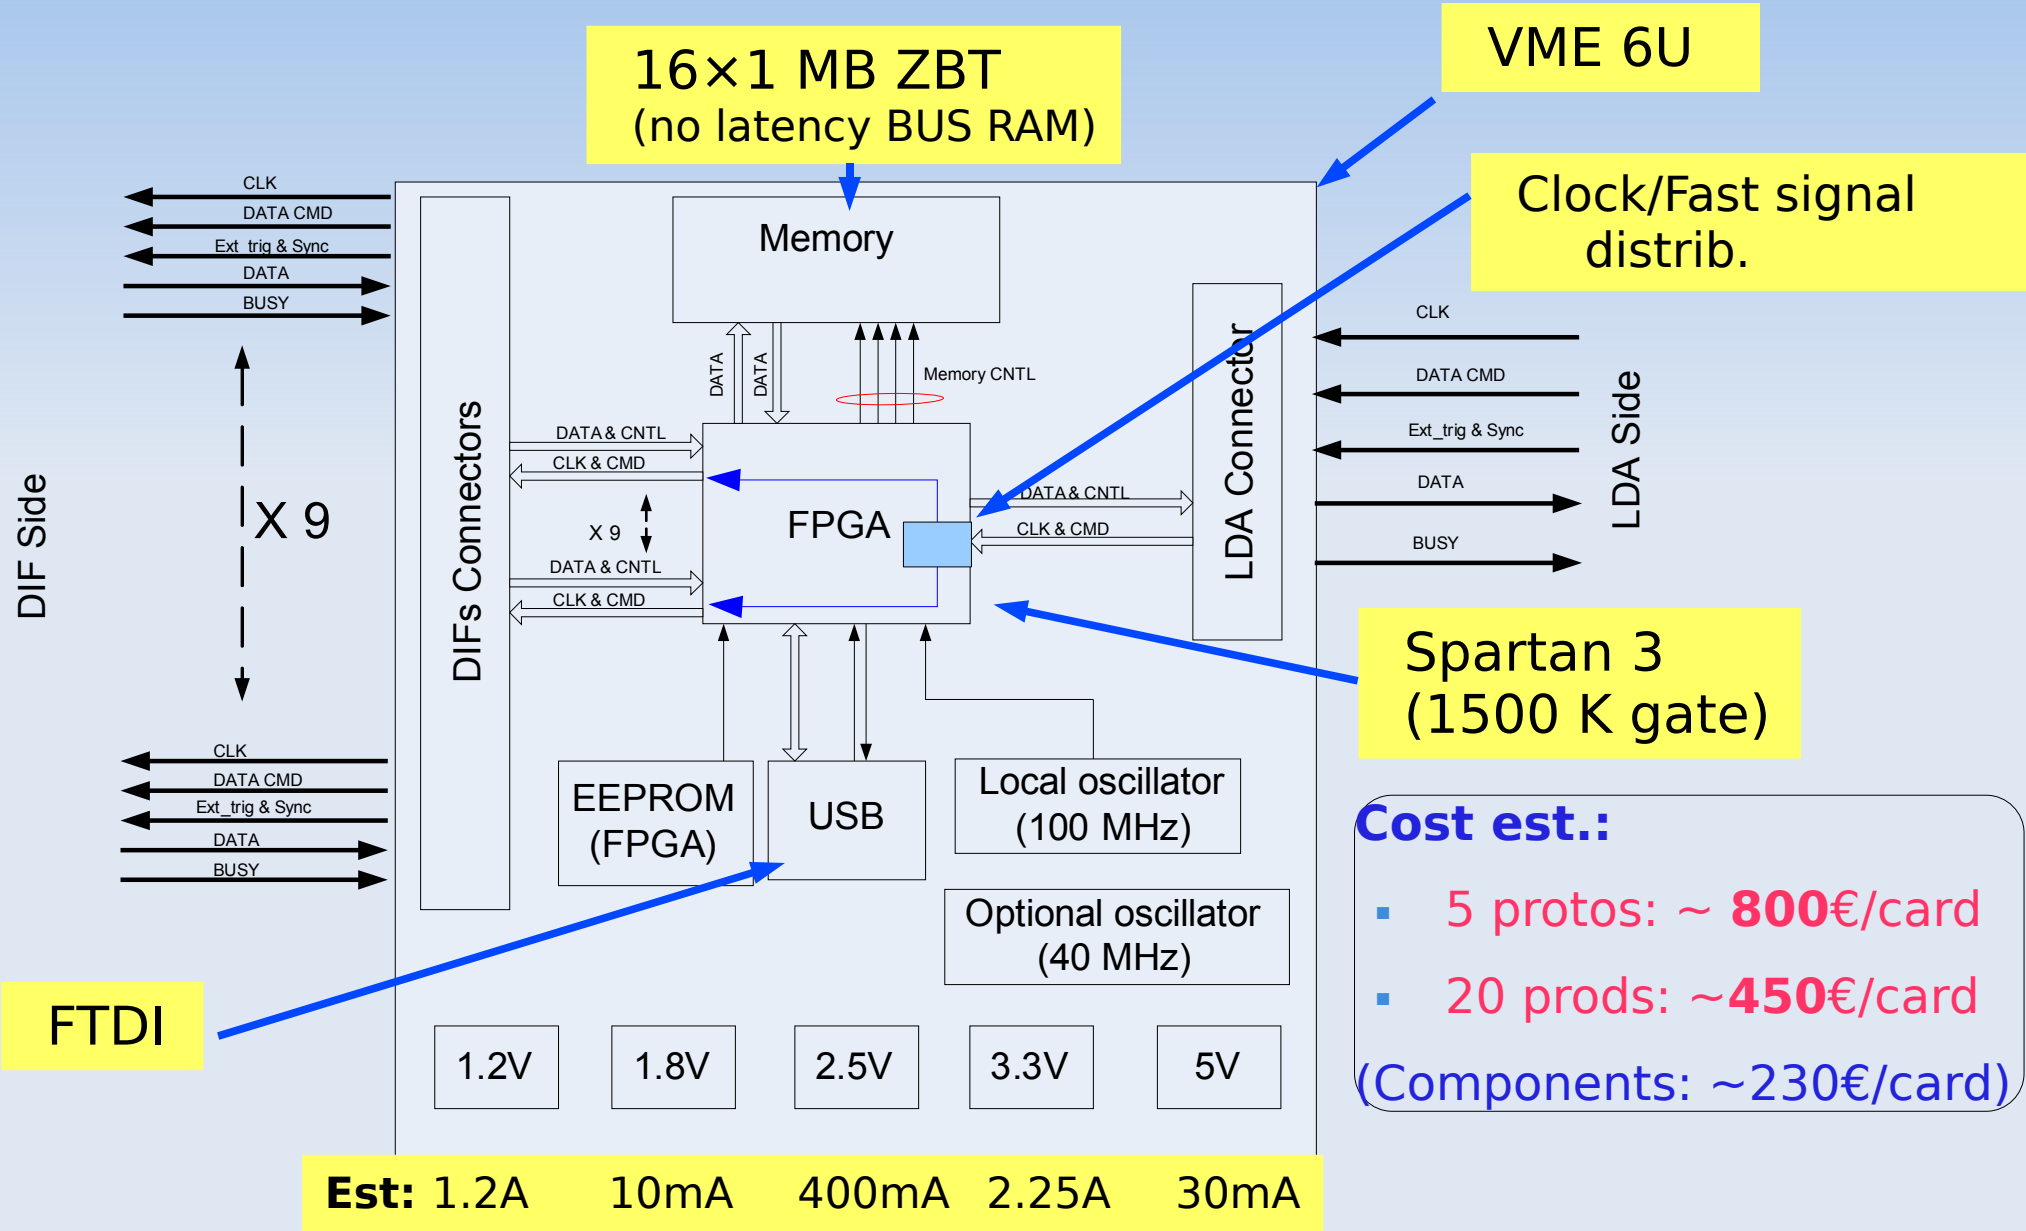 16×1 MB ZBT
(no latency BUS RAM)
VME 6U
Clock/Fast signal
distrib.
CLK
DATA CMD
Ext_trig & Sync
DATA
BUSY
X 9
DIF Side
CLK
DATA CMD
Ext_trig & Sync
DATA
BUSY
DIFs Connectors
Memory
DATA
DATA
Memory CNTL
DATA & CNTL
CLK & CMD
X 9
DATA & CNTL
CLK & CMD
FPGA
DATA & CNTL
CLK & CMD
LDA Connector
CLK
DATA CMD
Ext_trig & Sync
DATA
BUSY
LDA Side
Spartan 3
(1500 K gate)
EEPROM
(FPGA)
USB
Local oscillator
(100 MHz)
Optional oscillator
(40 MHz)
FTDI
Cost est.:
▪ 5 protos: ~ 800€/card
▪ 20 prods: ~450€/card
(Components: ~230€/card)
1.2V 1.8V 2.5V 3.3V 5V
Est: 1.2A 10mA 400mA 2.25A 30mA